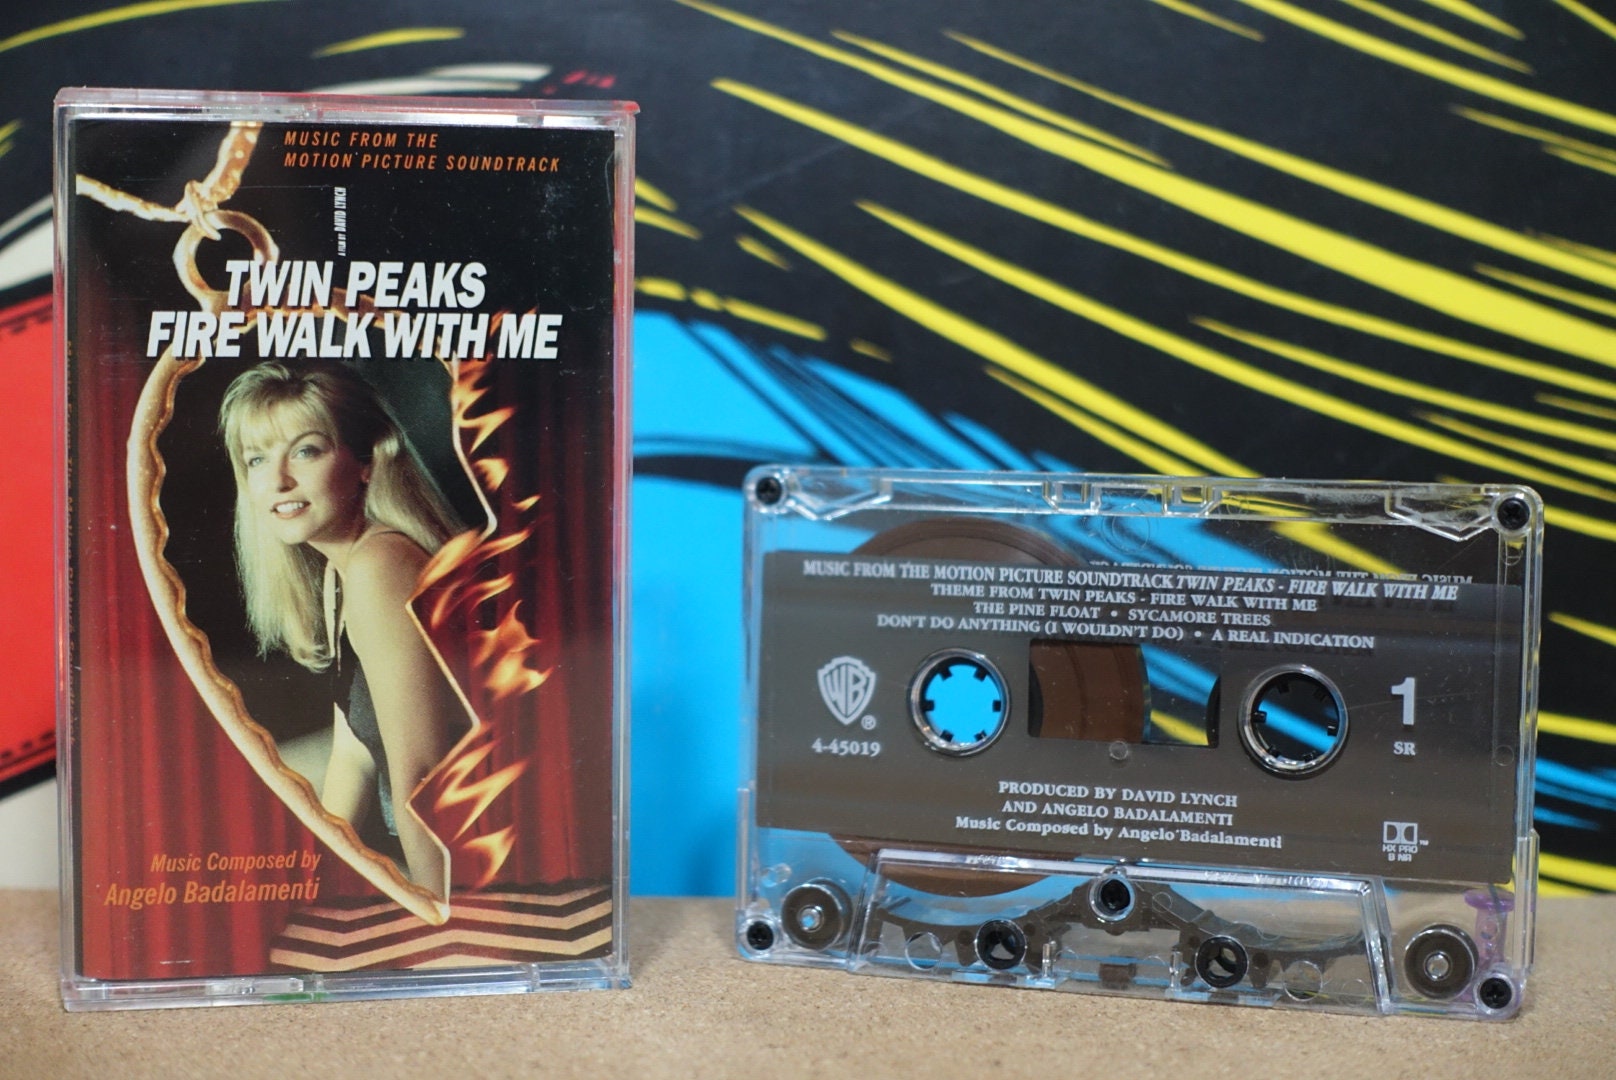 MUSIC FROM THE
MOTION PICTURE SOUNDTRACK
A FILM BY DAVID LYNCH
TWIN PEAKS
FIRE WALK WITH ME
Music Composed by
Angelo Badalamenti
MUSIC FROM THE MOTION PICTURE SOUNDTRACK TWIN PEAKS - FIRE WALK WITH ME
THEME FROM TWIN PEAKS - FIRE WALK WITH ME
THE PINE FLOAT • SYCAMORE TREES
DON'T DO ANYTHING (I WOULDN'T DO) • A REAL INDICATION
WB®
4-45019
1
SR
PRODUCED BY DAVID LYNCH
AND ANGELO BADALAMENTI
Music Composed by Angelo Badalamenti
™
HX PRO
B NR